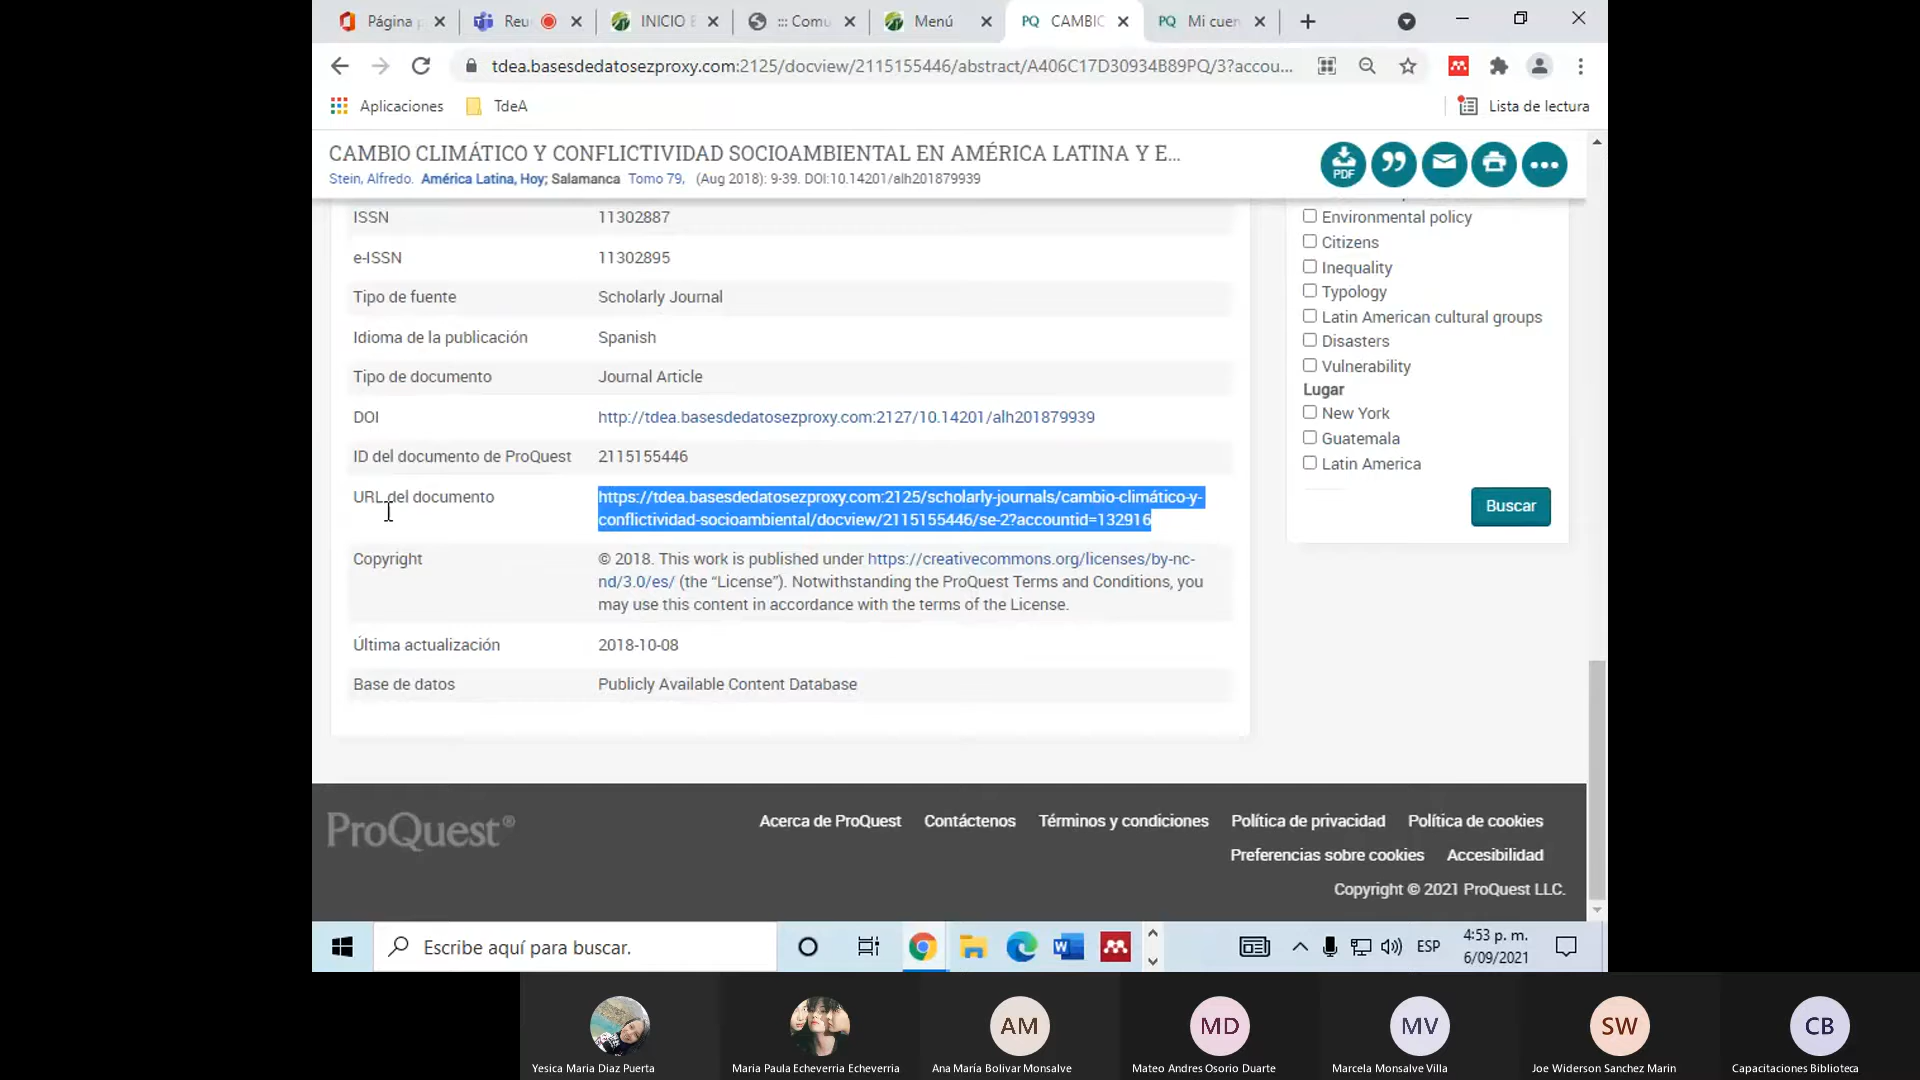 Página
Reu
INICIO E
::: Comu
Menú
PQ CAMBIO
PQ Mi cuen
tdea.basesdedatosezproxy.com:2125/docview/2115155446/abstract/A406C17D30934B89PQ/3?accou...
Aplicaciones
TdeA
Lista de lectura
CAMBIO CLIMÁTICO Y CONFLICTIVIDAD SOCIOAMBIENTAL EN AMÉRICA LATINA Y E...
Stein, Alfredo. América Latina, Hoy; Salamanca Tomo 79, (Aug 2018): 9-39. DOI:10.14201/alh201879939
PDF
ISSN 11302887
e-ISSN 11302895
Tipo de fuente Scholarly Journal
Idioma de la publicación Spanish
Tipo de documento Journal Article
DOI http://tdea.basesdedatosezproxy.com:2127/10.14201/alh201879939
ID del documento de ProQuest 2115155446
URL del documento https://tdea.basesdedatosezproxy.com:2125/scholarly-journals/cambio-climático-y-
conflictividad-socioambiental/docview/2115155446/se-2?accountid=132916
Copyright © 2018. This work is published under https://creativecommons.org/licenses/by-nc-
nd/3.0/es/ (the “License”). Notwithstanding the ProQuest Terms and Conditions, you
may use this content in accordance with the terms of the License.
Última actualización 2018-10-08
Base de datos Publicly Available Content Database
Environmental policy
Citizens
Inequality
Typology
Latin American cultural groups
Disasters
Vulnerability
Lugar
New York
Guatemala
Latin America
Buscar
ProQuest®
Acerca de ProQuest Contáctenos Términos y condiciones Política de privacidad Política de cookies
Preferencias sobre cookies Accesibilidad
Copyright © 2021 ProQuest LLC.
Escribe aquí para buscar.
ESP
4:53 p. m.
6/09/2021
AM
MD
MV
SW
CB
Yesica Maria Diaz Puerta
Maria Paula Echeverria Echeverria
Ana María Bolivar Monsalve
Mateo Andres Osorio Duarte
Marcela Monsalve Villa
Joe Widerson Sanchez Marin
Capacitaciones Biblioteca